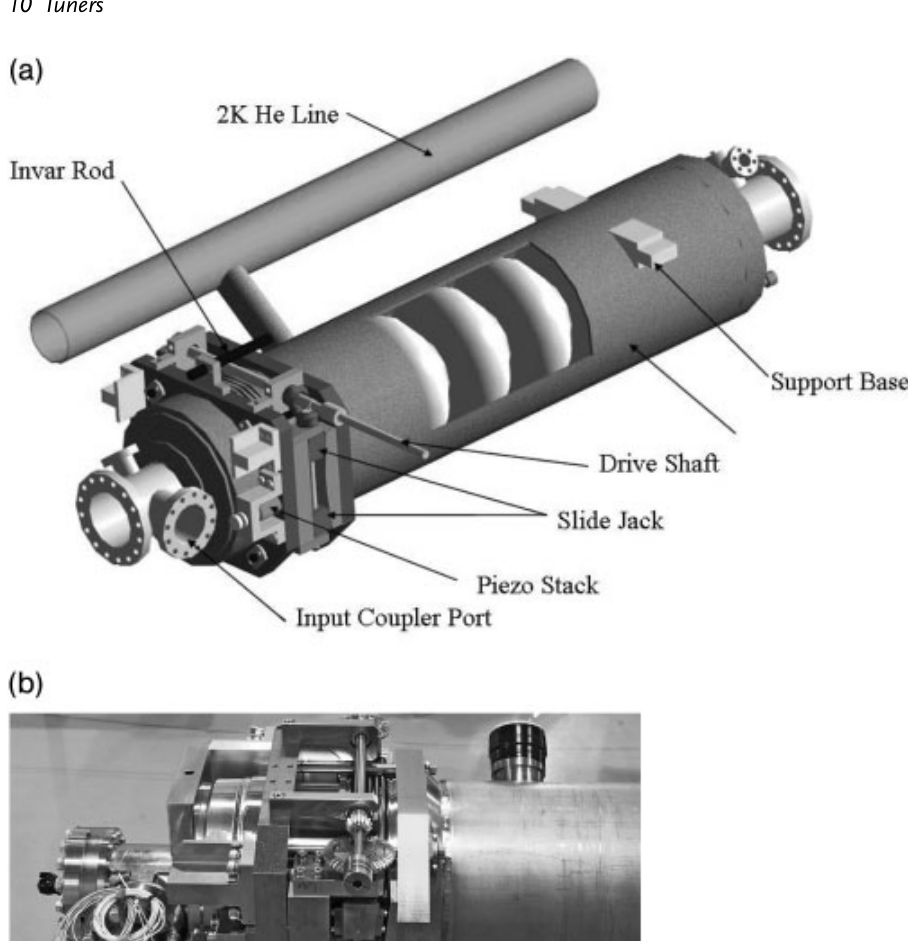 10 Tuners
(a)
2K He Line
Invar Rod
Support Base
Drive Shaft
Slide Jack
Piezo Stack
Input Coupler Port
(b)